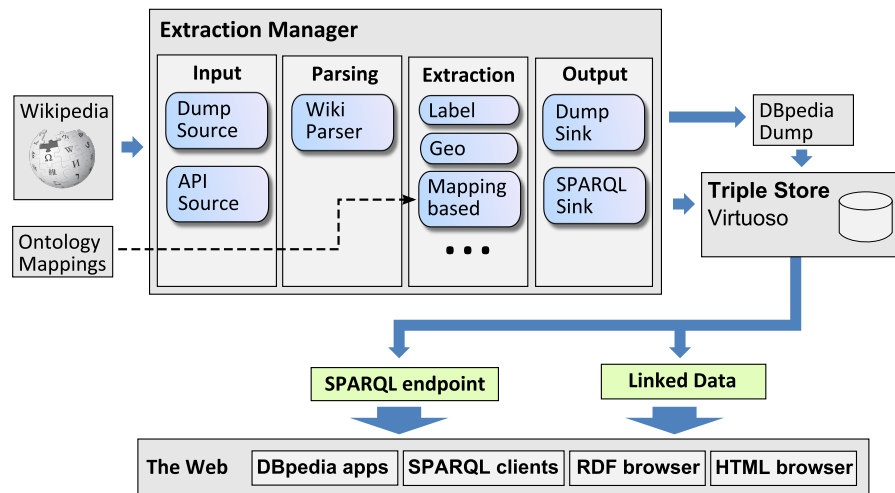 Extraction Manager
Input
Parsing
Extraction
Output
Wikipedia
Dump
Source
API
Source
Wiki
Parser
Label
Geo
Mapping
based
. . .
Dump
Sink
SPARQL
Sink
Ontology
Mappings
DBpedia
Dump
Triple Store
Virtuoso
SPARQL endpoint
Linked Data
The Web
DBpedia apps
SPARQL clients
RDF browser
HTML browser